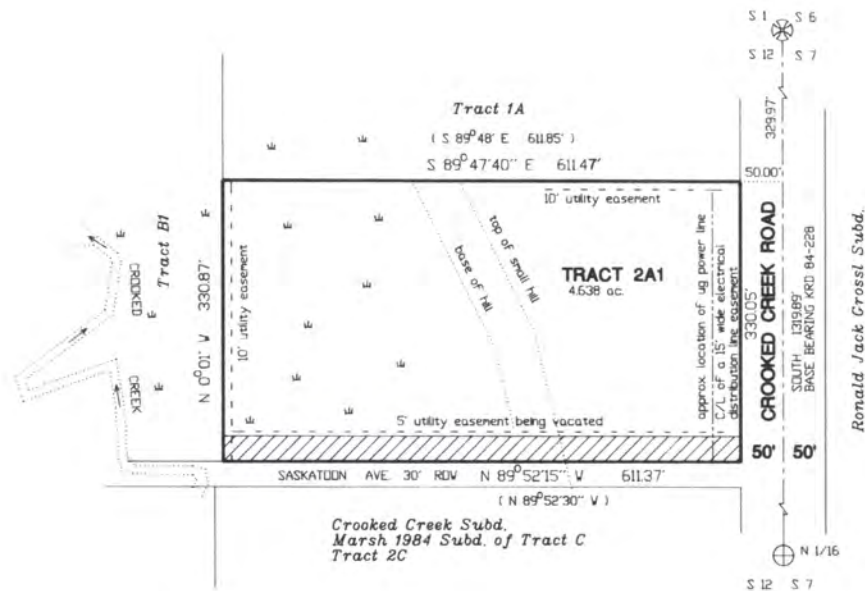 S 1 S 6
S 12 S 7
Tract 1A
( S 89°48' E 611.85' )
S 89°47'40" E 611.47'
329.97'
50.00'
10' utility easement
Tract B1
N 0°01' W 330.87'
10' utility easement
base of hill
top of small hill
TRACT 2A1
4.638 ac.
approx. location of ug power line
C/L of a 15' wide electrical
distribution line easement
330.05'
CROOKED CREEK ROAD
SOUTH 1319.89'
BASE BEARING KRD 84-228
Ronald Jack Crossl Subd.
CROOKED
CREEK
5' utility easement being vacated
50' 50'
SASKATOON AVE. 30' ROW N 89°52'15" W 611.37'
( N 89°52'30" W )
Crooked Creek Subd.
Marsh 1984 Subd. of Tract C
Tract 2C
N 1/16
S 12 S 7